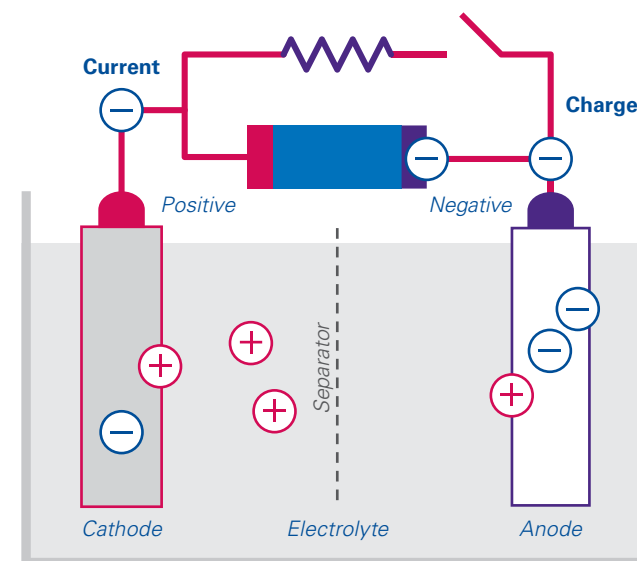 Current
Charge
Positive
Negative
Separator
Cathode
Electrolyte
Anode